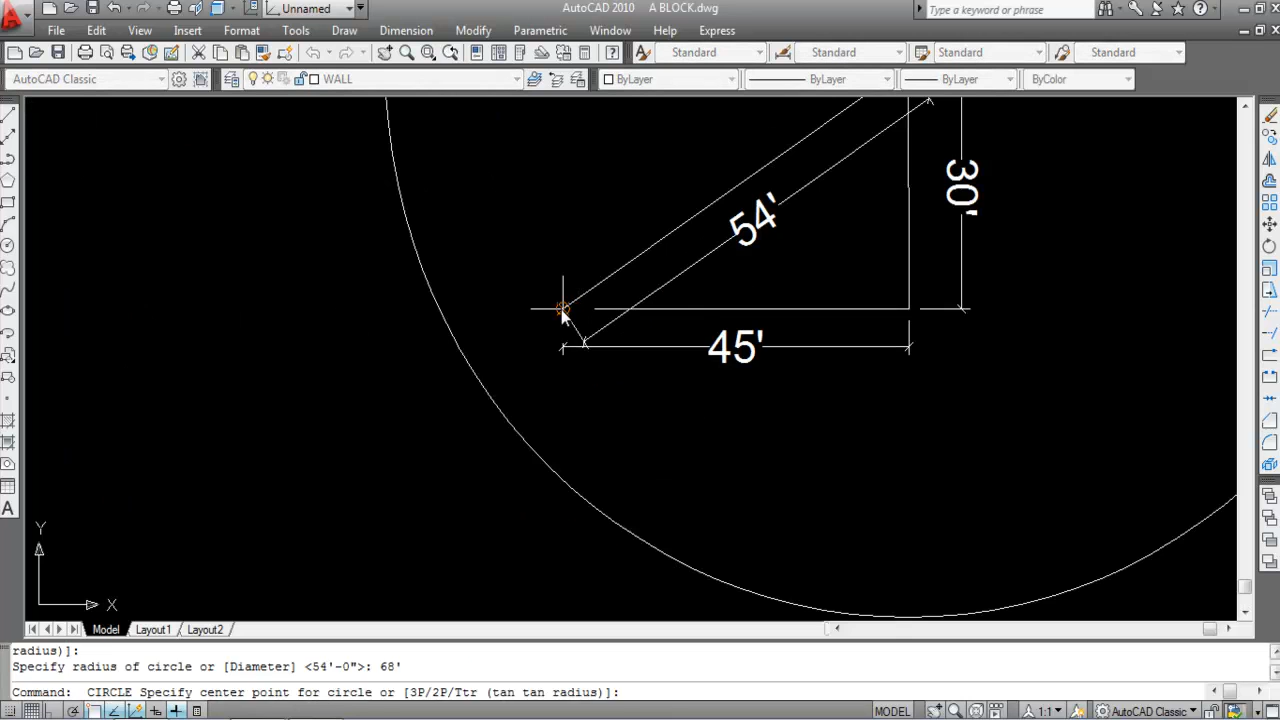 Unnamed
AutoCAD 2010 A BLOCK.dwg
Type a keyword or phrase
File Edit View Insert Format Tools Draw Dimension Modify Parametric Window Help Express
Standard Standard Standard Standard
AutoCAD Classic WALL ByLayer ByLayer ByLayer ByColor
30'
54'
45'
Y
X
Model Layout1 Layout2
radius)]:
Specify radius of circle or [Diameter] <54'-0">: 68'
Command: CIRCLE Specify center point for circle or [3P/2P/Ttr (tan tan radius)]:
MODEL 1:1 AutoCAD Classic